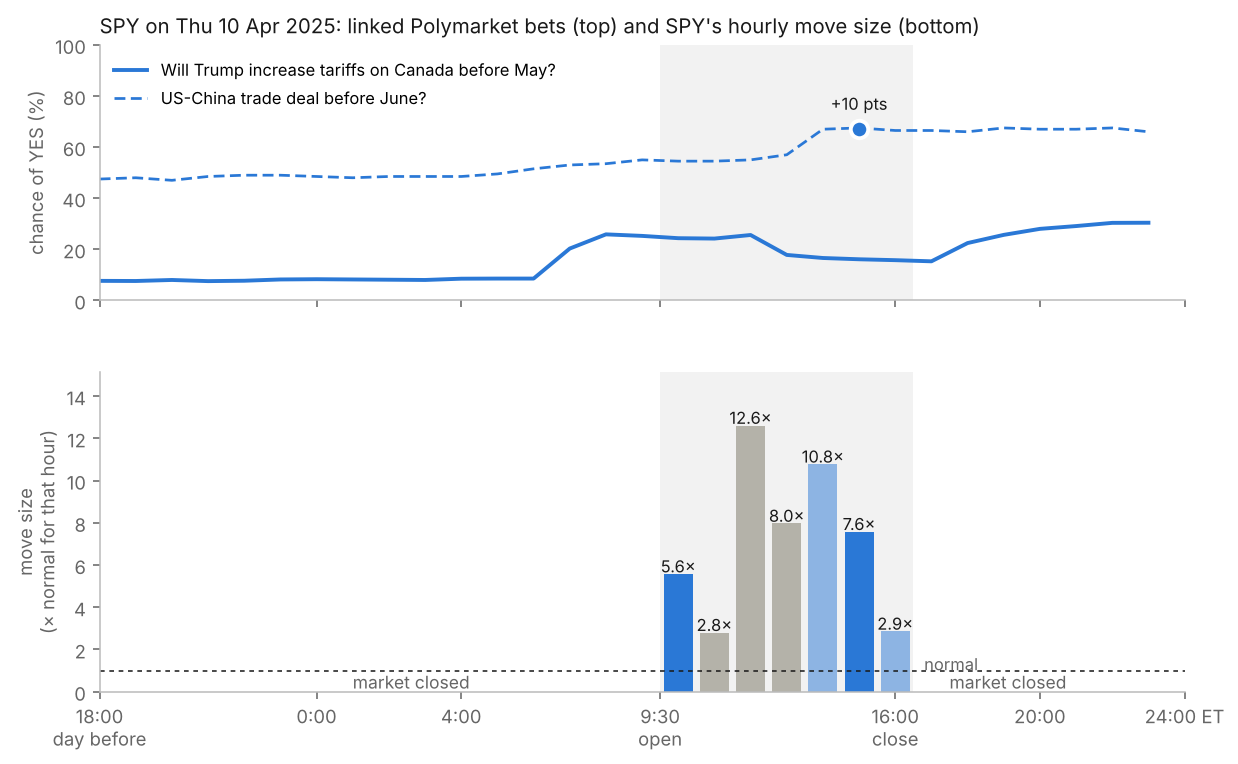 SPY on Thu 10 Apr 2025: linked Polymarket bets (top) and SPY's hourly move size (bottom)
100
80
60
40
20
0
chance of YES (%)
Will Trump increase tariffs on Canada before May?
US-China trade deal before June?
+10 pts
14
12
10
8
6
4
2
0
move size
(× normal for that hour)
12.6×
10.8×
8.0×
7.6×
5.6×
2.8×
2.9×
normal
market closed
market closed
18:00
day before
0:00
4:00
9:30
open
16:00
close
20:00
24:00 ET